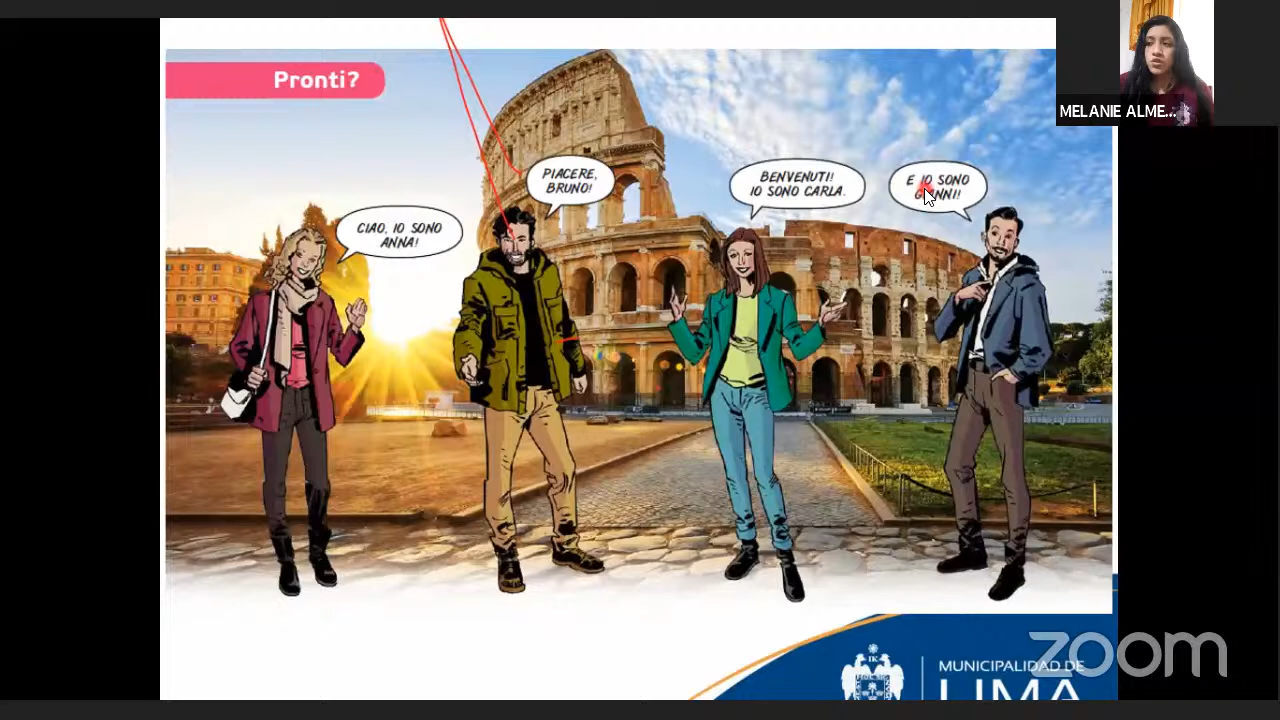 Pronti?
MELANIE ALME...
PIACERE,
BRUNO!
BENVENUTI!
IO SONO CARLA.
E IO SONO
GIANNI!
CIAO, IO SONO
ANNA!
zoom
MUNICIPALIDAD DE
LIMA